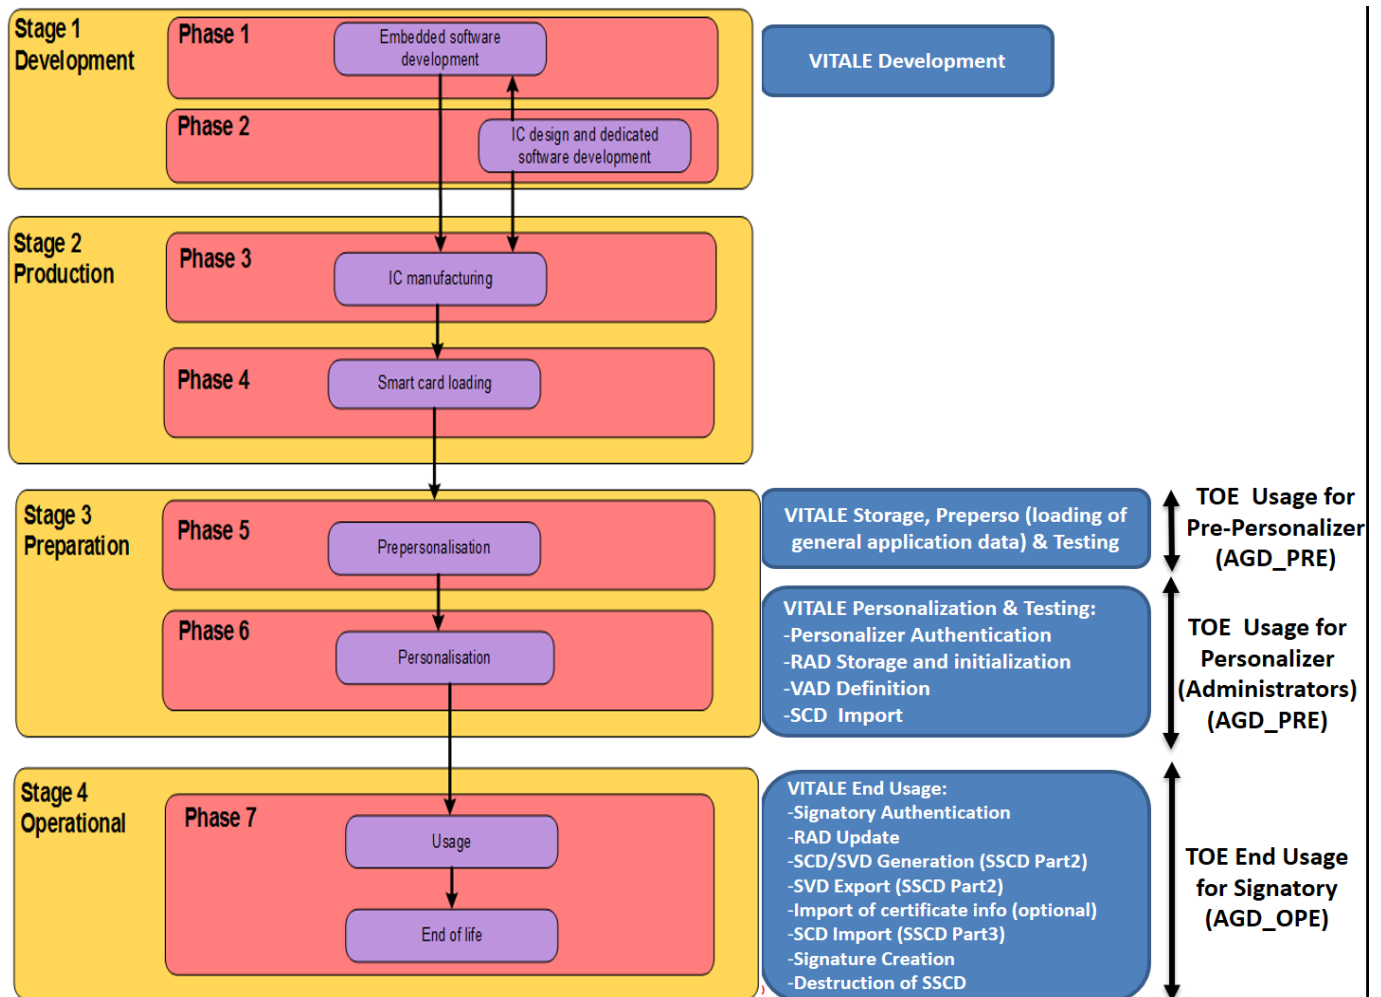 Stage 1
Development
Phase 1
Embedded software
development
VITALE Development
Phase 2
IC design and dedicated
software development
Stage 2
Production
Phase 3
IC manufacturing
Phase 4
Smart card loading
Stage 3
Preparation
Phase 5
Prepersonalisation
VITALE Storage, Preperso (loading of
general application data) & Testing
TOE Usage for
Pre-Personalizer
(AGD_PRE)
Phase 6
Personalisation
VITALE Personalization & Testing:
-Personalizer Authentication
-RAD Storage and initialization
-VAD Definition
-SCD Import
TOE Usage for
Personalizer
(Administrators)
(AGD_PRE)
Stage 4
Operational
Phase 7
Usage
End of life
VITALE End Usage:
-Signatory Authentication
-RAD Update
-SCD/SVD Generation (SSCD Part2)
-SVD Export (SSCD Part2)
-Import of certificate info (optional)
-SCD Import (SSCD Part3)
-Signature Creation
-Destruction of SSCD
TOE End Usage
for Signatory
(AGD_OPE)